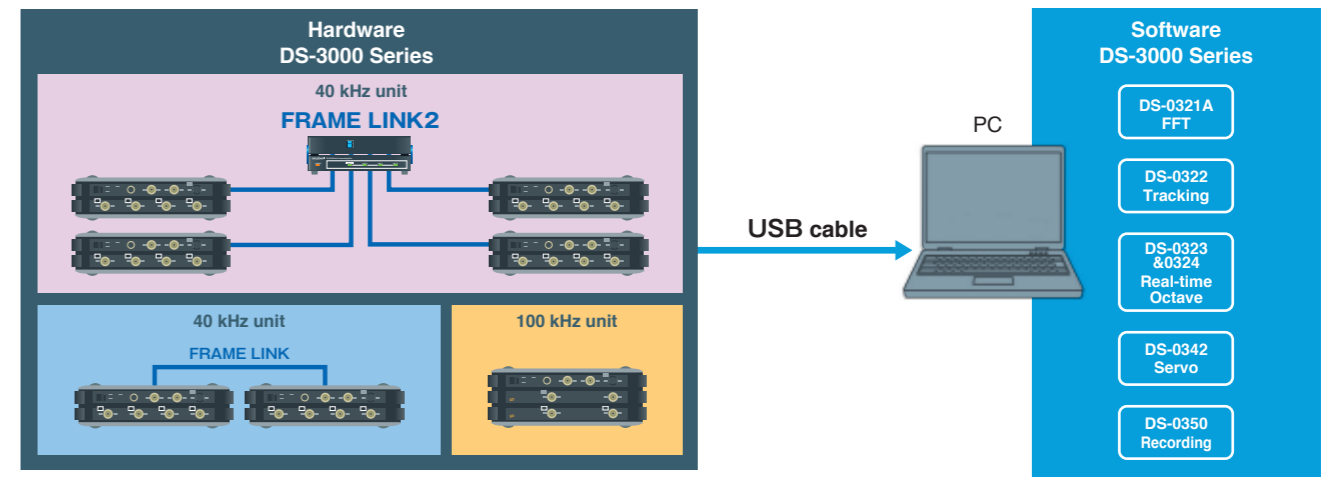 Hardware
DS-3000 Series
40 kHz unit
FRAME LINK2
40 kHz unit
FRAME LINK
100 kHz unit
USB cable
PC
Software
DS-3000 Series
DS-0321A
FFT
DS-0322
Tracking
DS-0323
&0324
Real-time
Octave
DS-0342
Servo
DS-0350
Recording